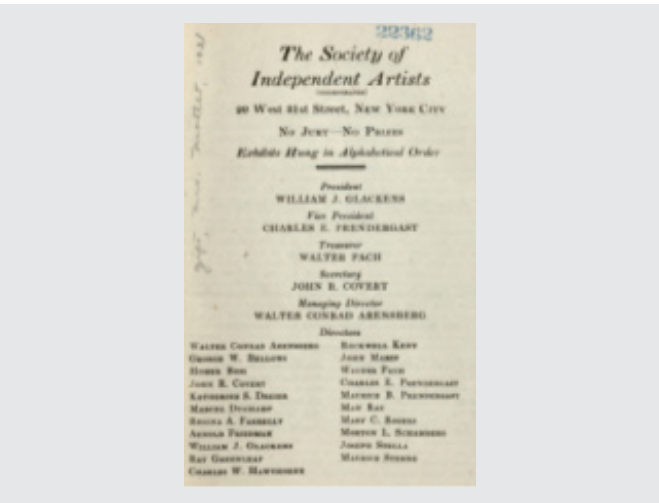 22362
The Society of
Independent Artists
INCORPORATED
20 West 31st Street, New York City
No Jury—No Prizes
Exhibits Hung in Alphabetical Order
President
WILLIAM J. GLACKENS
Vice President
CHARLES E. PRENDERGAST
Treasurer
WALTER PACH
Secretary
JOHN R. COVERT
Managing Director
WALTER CONRAD ARENSBERG
Directors
Walter Conrad Arensberg
George W. Bellows
Homer Boss
John R. Covert
Katherine S. Dreier
Marcel Duchamp
Regina A. Farrelly
Arnold Friedman
William J. Glackens
Ray Greenleaf
Charles W. Hawthorne
Rockwell Kent
John Marin
Walter Pach
Charles E. Prendergast
Maurice B. Prendergast
Man Ray
Mary C. Rogers
Morton L. Schamberg
Joseph Stella
Maurice Sterne